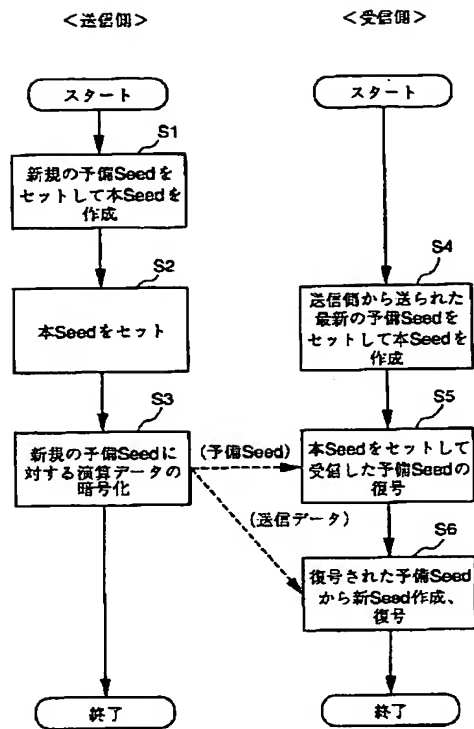 <送信側>
スタート
S1
新規の予備Seedを
セットして本Seedを
作成
S2
本Seedをセット
S3
新規の予備Seedに
対する演算データの
暗号化
終了
<受信側>
スタート
S4
送信側から送られた
最新の予備Seedを
セットして本Seedを
作成
S5
(予備Seed)
本Seedをセットして
受信した予備Seedの
復号
(送信データ)
S6
復号された予備Seed
から新Seed作成、
復号
終了